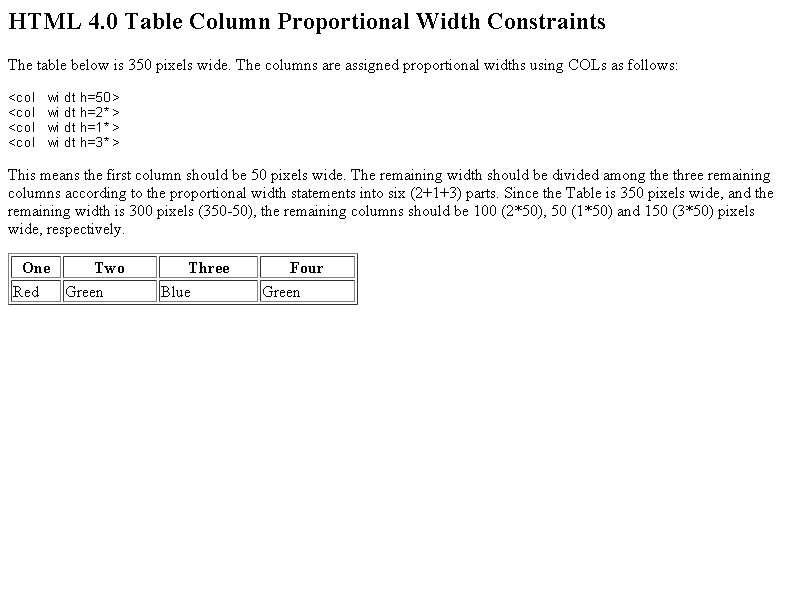 HTML 4.0 Table Column Proportional Width Constraints
The table below is 350 pixels wide. The columns are assigned proportional widths using COLs as follows:
<col width=50>
<col width=2*>
<col width=1*>
<col width=3*>
This means the first column should be 50 pixels wide. The remaining width should be divided among the three remaining
columns according to the proportional width statements into six (2+1+3) parts. Since the Table is 350 pixels wide, and the
remaining width is 300 pixels (350-50), the remaining columns should be 100 (2*50), 50 (1*50) and 150 (3*50) pixels
wide, respectively.
One Two Three Four
Red Green Blue Green